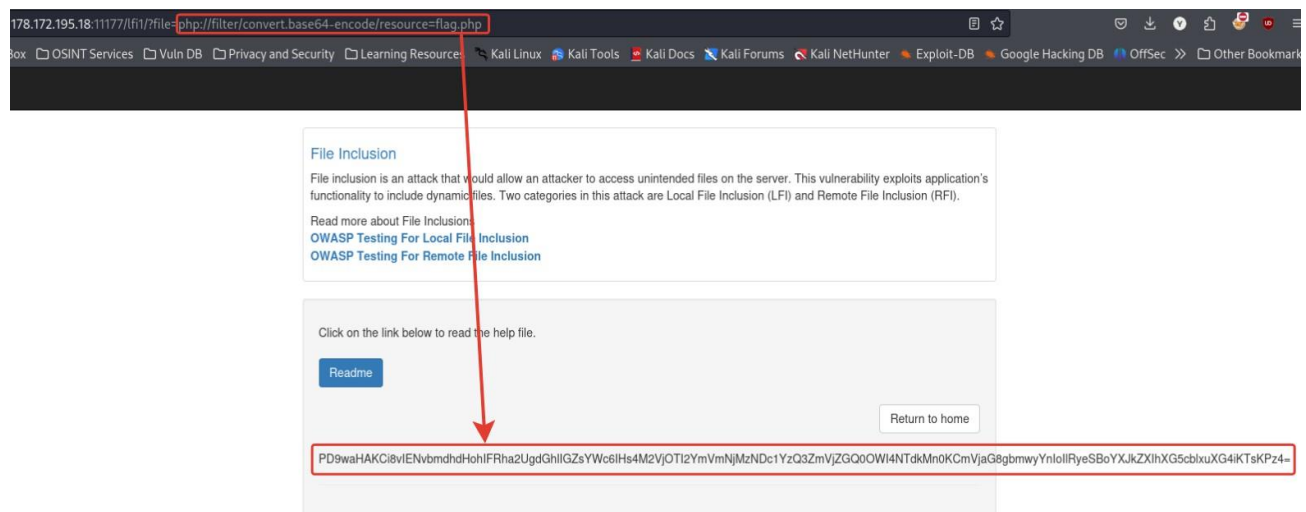 178.172.195.18:11177/lfi1/?file=php://filter/convert.base64-encode/resource=flag.php
Box OSINT Services Vuln DB Privacy and Security Learning Resources Kali Linux Kali Tools Kali Docs Kali Forums Kali NetHunter Exploit-DB Google Hacking DB OffSec Other Bookmark
File Inclusion
File inclusion is an attack that would allow an attacker to access unintended files on the server. This vulnerability exploits application's
functionality to include dynamic files. Two categories in this attack are Local File Inclusion (LFI) and Remote File Inclusion (RFI).
Read more about File Inclusions
OWASP Testing For Local File Inclusion
OWASP Testing For Remote File Inclusion
Click on the link below to read the help file.
Readme
Return to home